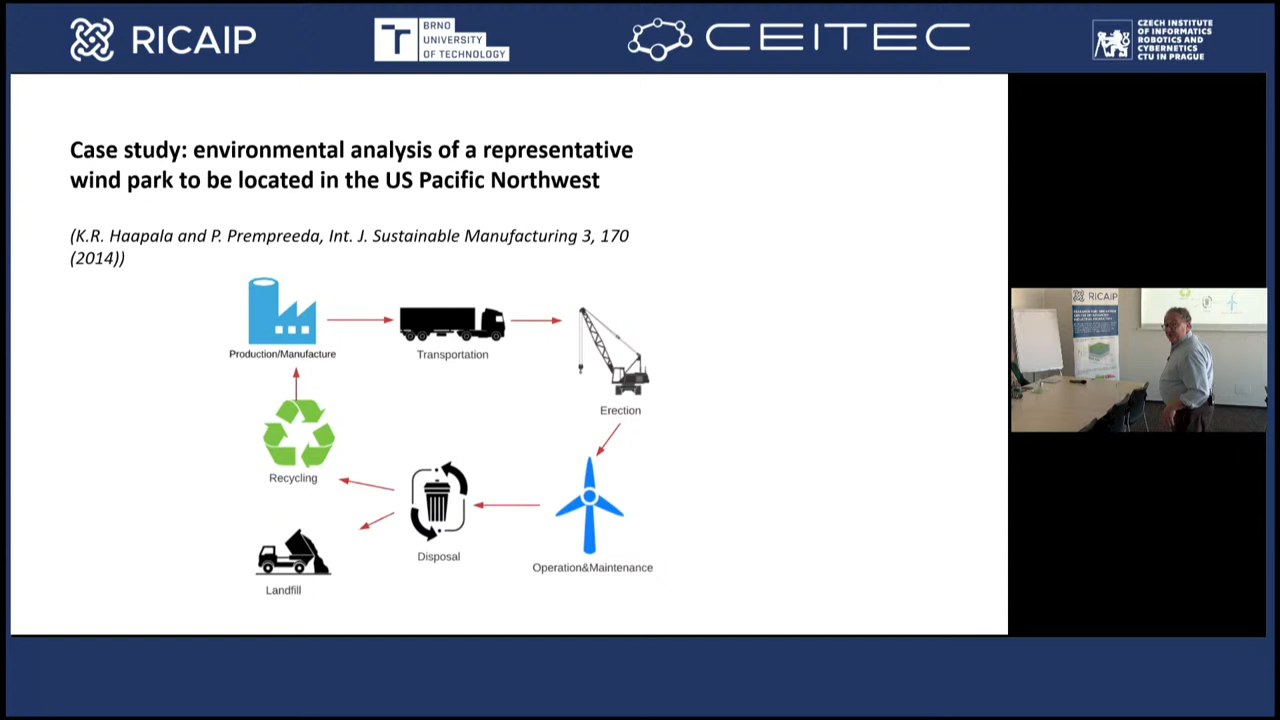 RICAIP
BRNO
UNIVERSITY
OF TECHNOLOGY
CEITEC
CZECH INSTITUTE
OF INFORMATICS
ROBOTICS AND
CYBERNETICS
CTU IN PRAGUE
Case study: environmental analysis of a representative
wind park to be located in the US Pacific Northwest
(K.R. Haapala and P. Prempreeda, Int. J. Sustainable Manufacturing 3, 170
(2014))
Production/Manufacture
Transportation
Erection
Recycling
Disposal
Operation&Maintenance
Landfill
RICAIP